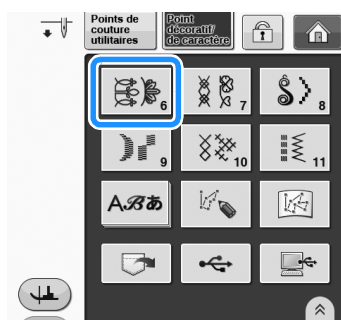 Points de
couture
utilitaires
Point
décoratif/
de caractère
6
7
8
9
10
11
ABあ